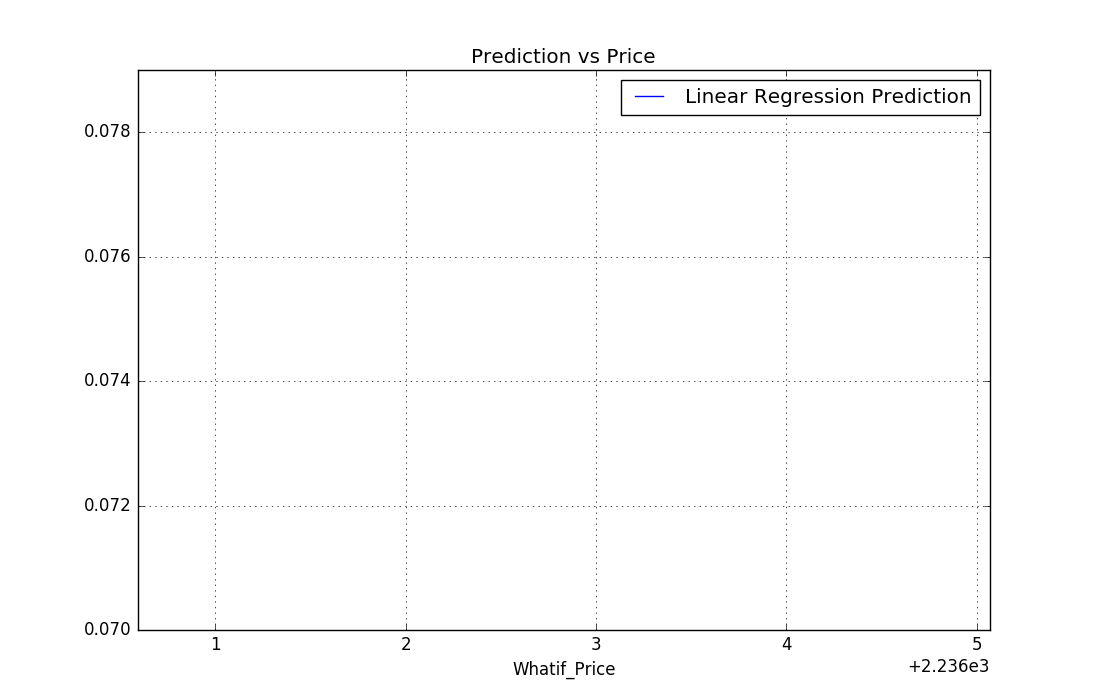 Prediction vs Price
Linear Regression Prediction
0.078
0.076
0.074
0.072
0.070
1 2 3 4 5
Whatif_Price
+2.236e3